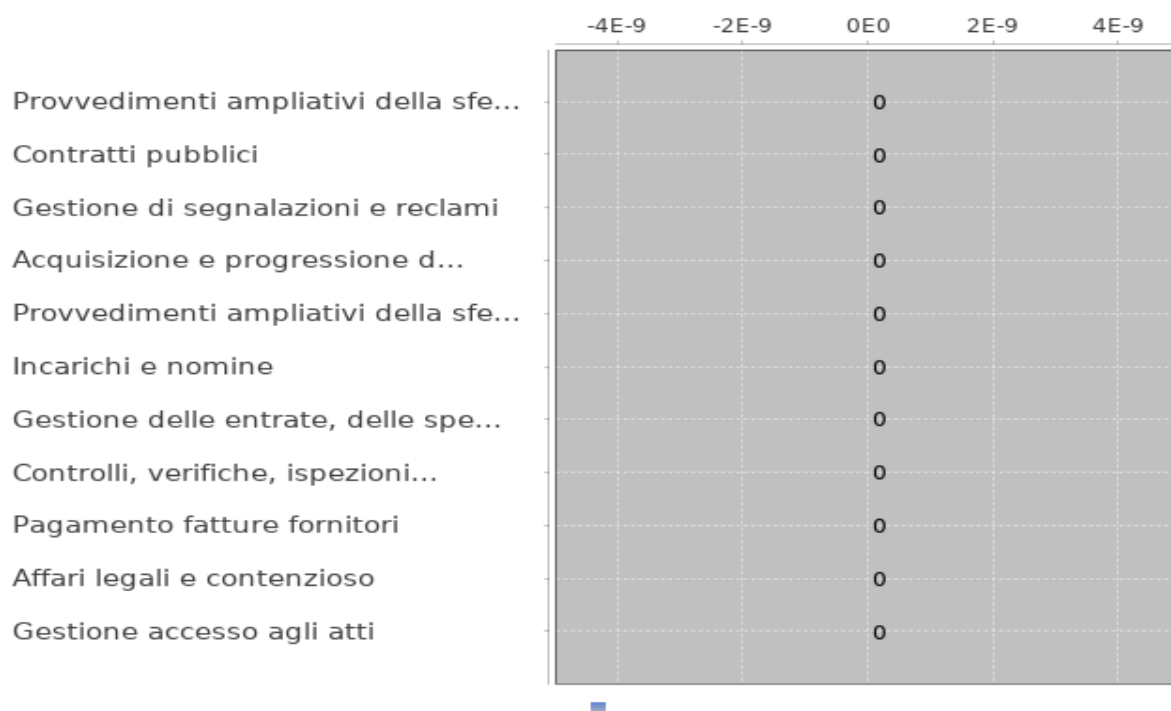 -4E-9 -2E-9 0E0 2E-9 4E-9
Provvedimenti ampliativi della sfe... 0
Contratti pubblici 0
Gestione di segnalazioni e reclami 0
Acquisizione e progressione d... 0
Provvedimenti ampliativi della sfe... 0
Incarichi e nomine 0
Gestione delle entrate, delle spe... 0
Controlli, verifiche, ispezioni... 0
Pagamento fatture fornitori 0
Affari legali e contenzioso 0
Gestione accesso agli atti 0